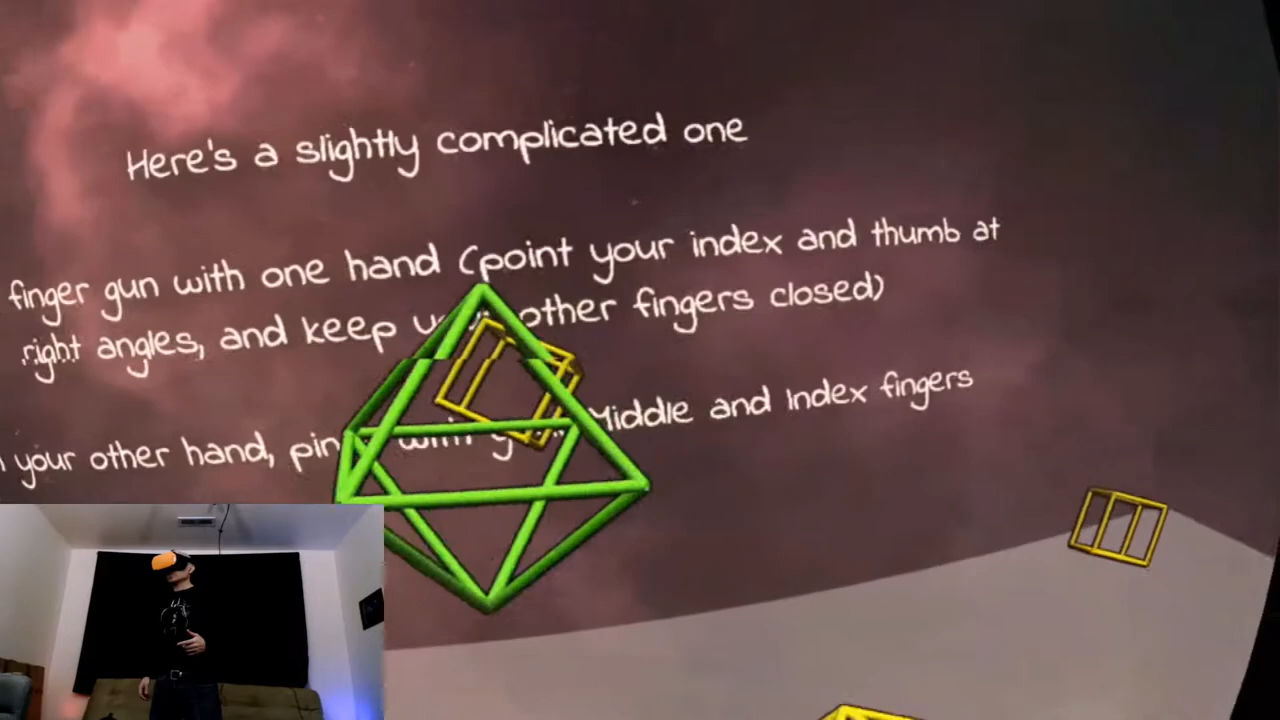 Here's a slightly complicated one
finger gun with one hand (point your index and thumb at
right angles, and keep other fingers closed)
your other hand, Middle and Index fingers